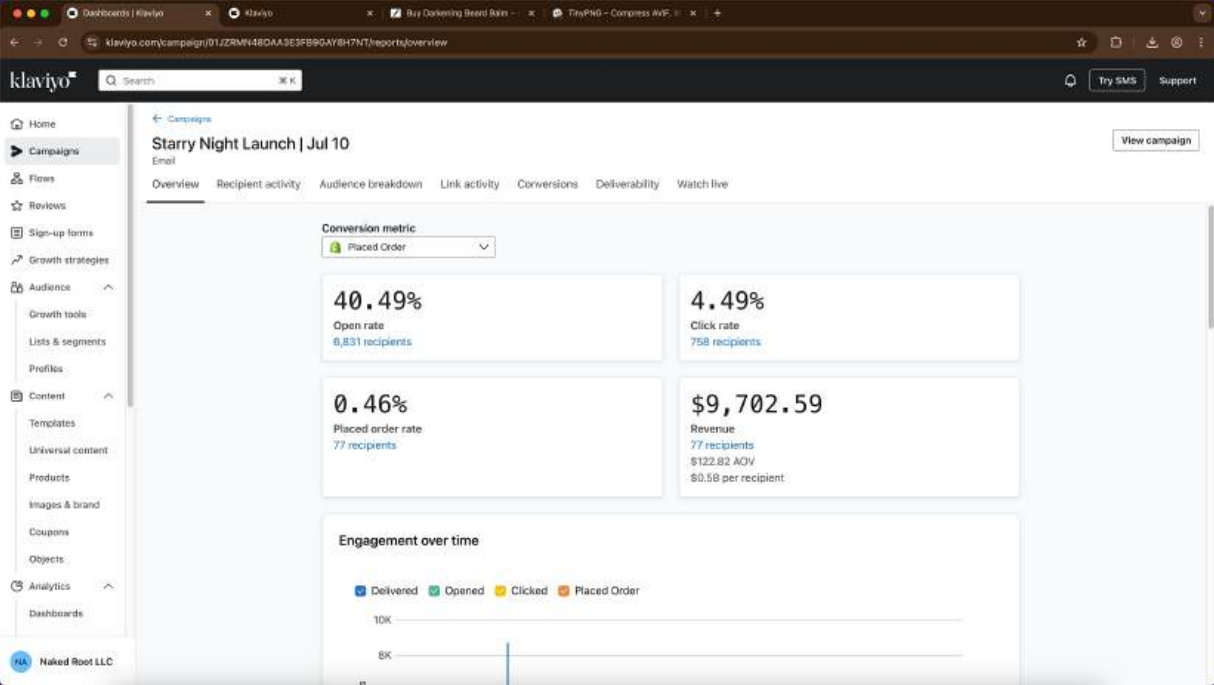 Dashboards | Klaviyo
Klaviyo
Buy Darkening Beard Balm –
TinyPNG – Compress AVIF,
klaviyo.com/campaign/01JZRMN48DAA3E3FB9GAY8H7NT/reports/overview
klaviyo
Search
⌘ K
Try SMS
Support
Home
Campaigns
Flows
Reviews
Sign-up forms
Growth strategies
Audience
Growth tools
Lists & segments
Profiles
Content
Templates
Universal content
Products
Images & brand
Coupons
Objects
Analytics
Dashboards
NA
Naked Root LLC
← Campaigns
Starry Night Launch | Jul 10
Email
View campaign
Overview
Recipient activity
Audience breakdown
Link activity
Conversions
Deliverability
Watch live
Conversion metric
Placed Order
40.49%
Open rate
6,831 recipients
4.49%
Click rate
758 recipients
0.46%
Placed order rate
77 recipients
$9,702.59
Revenue
77 recipients
$122.82 AOV
$0.58 per recipient
Engagement over time
Delivered
Opened
Clicked
Placed Order
10K
8K